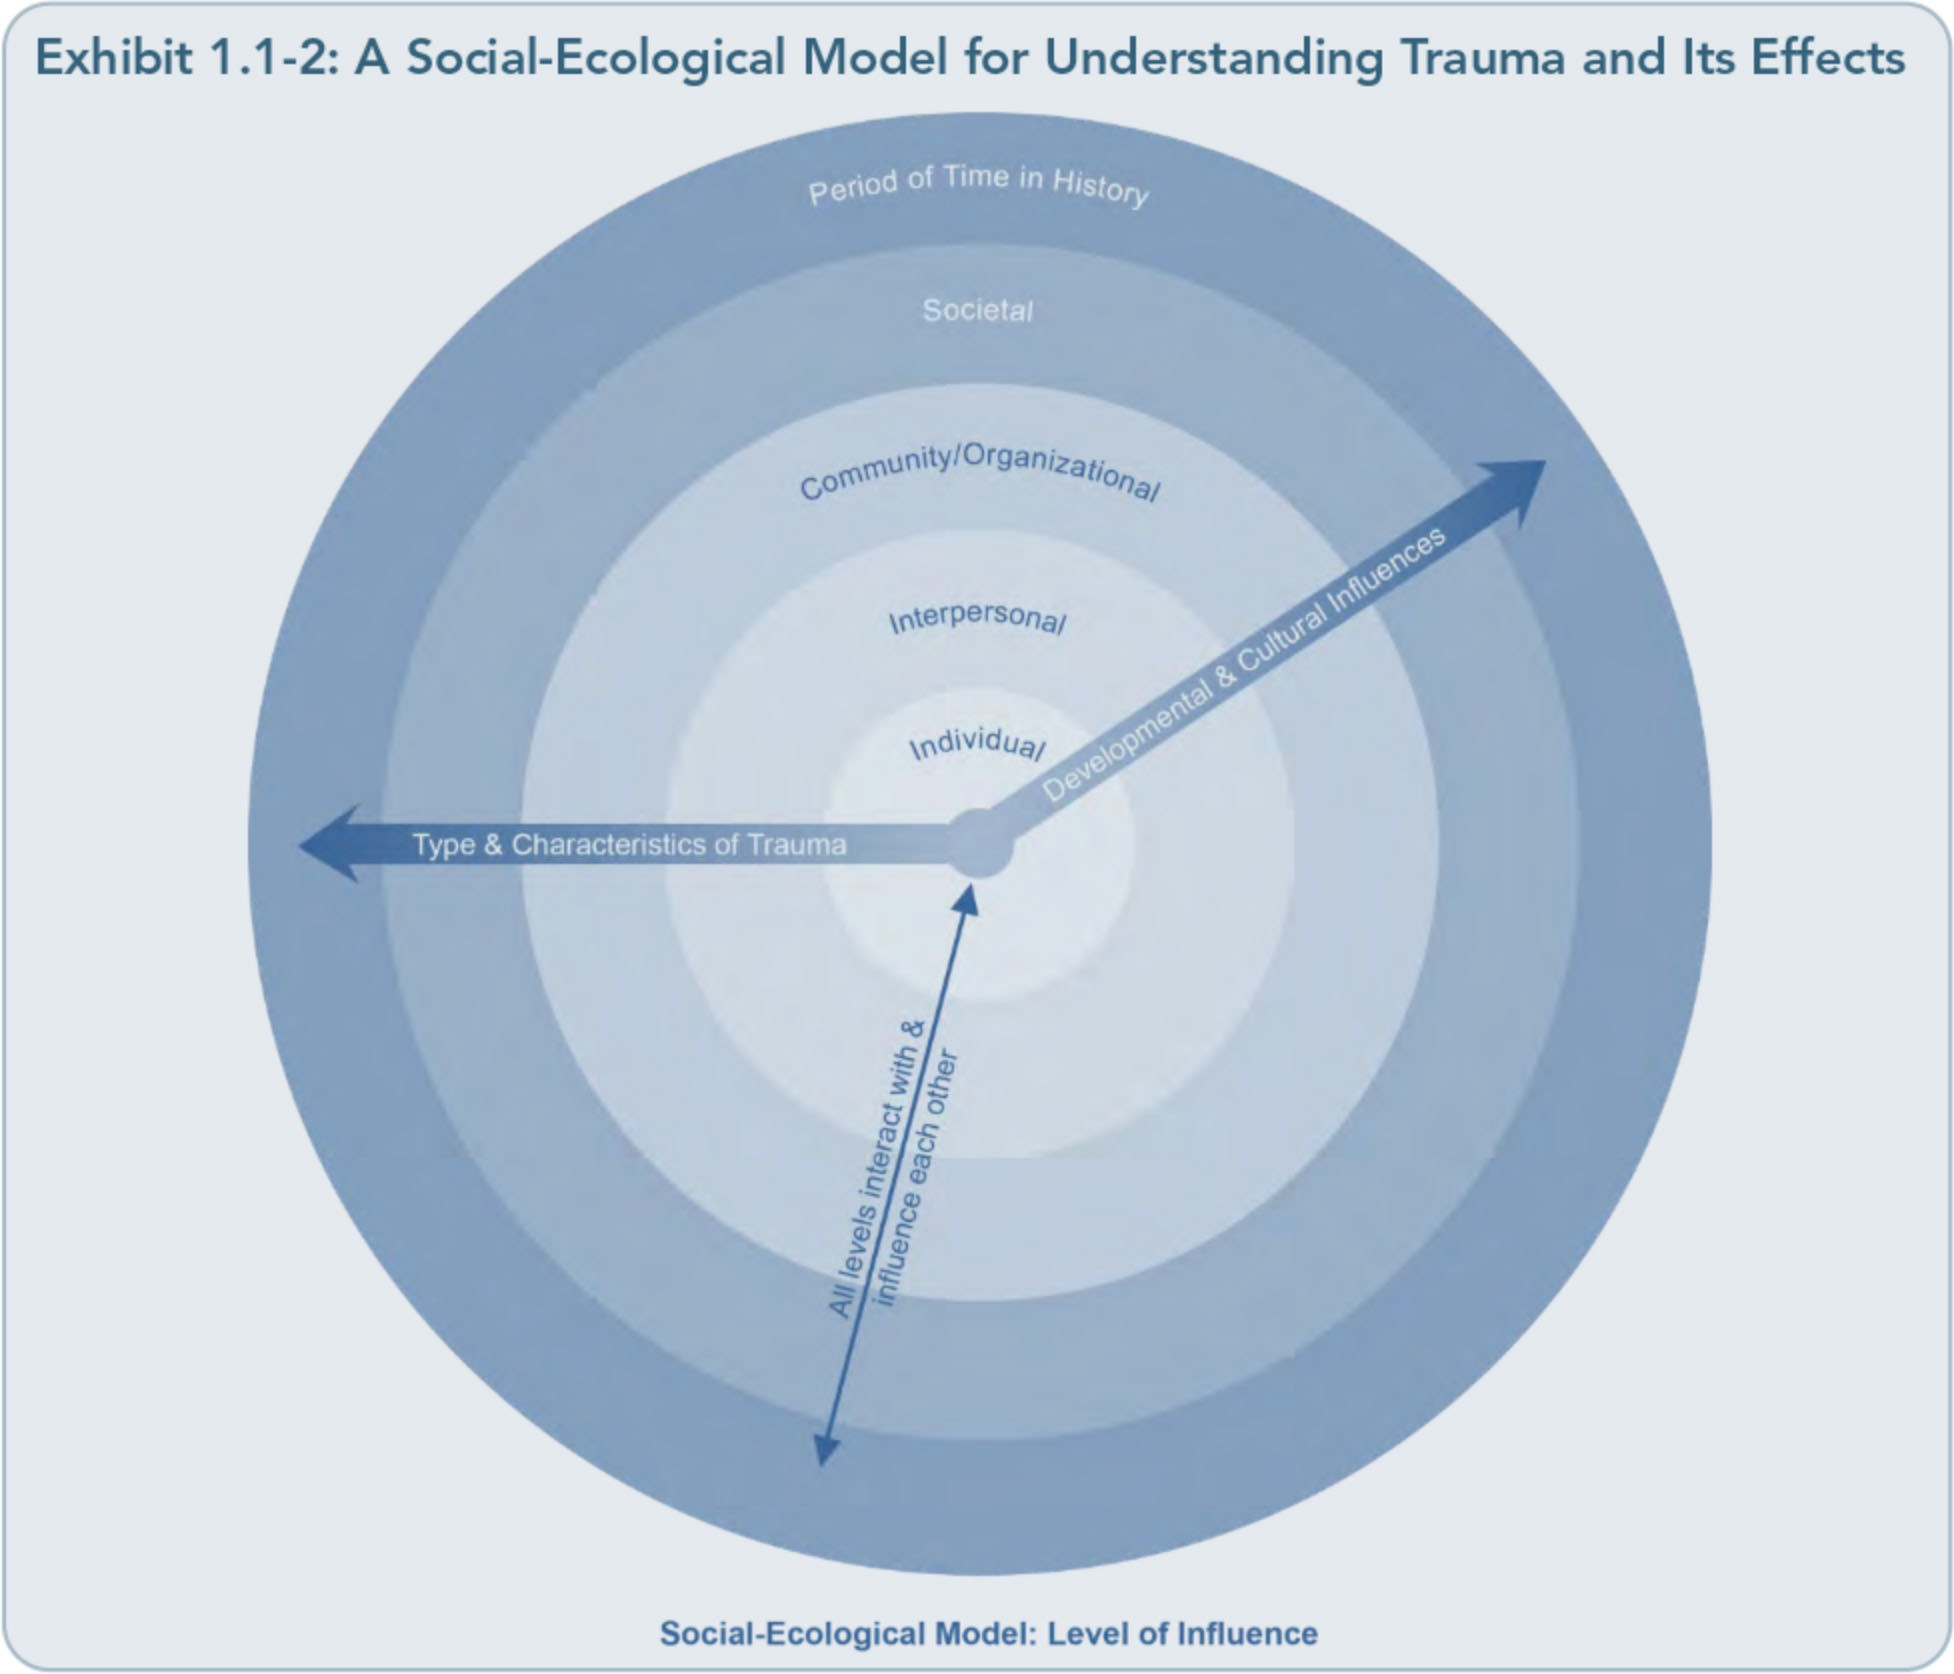 Exhibit 1.1-2: A Social-Ecological Model for Understanding Trauma and Its Effects
Period of Time in History
Societal
Community/Organizational
Interpersonal
Individual
Developmental & Cultural Influences
Type & Characteristics of Trauma
All levels interact with &
influence each other
Social-Ecological Model: Level of Influence